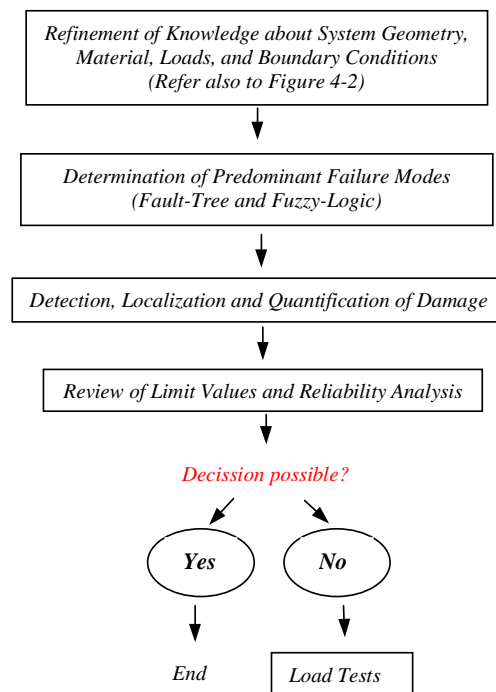 Refinement of Knowledge about System Geometry,
Material, Loads, and Boundary Conditions
(Refer also to Figure 4-2)
Determination of Predominant Failure Modes
(Fault-Tree and Fuzzy-Logic)
Detection, Localization and Quantification of Damage
Review of Limit Values and Reliability Analysis
Decission possible?
Yes
No
End
Load Tests